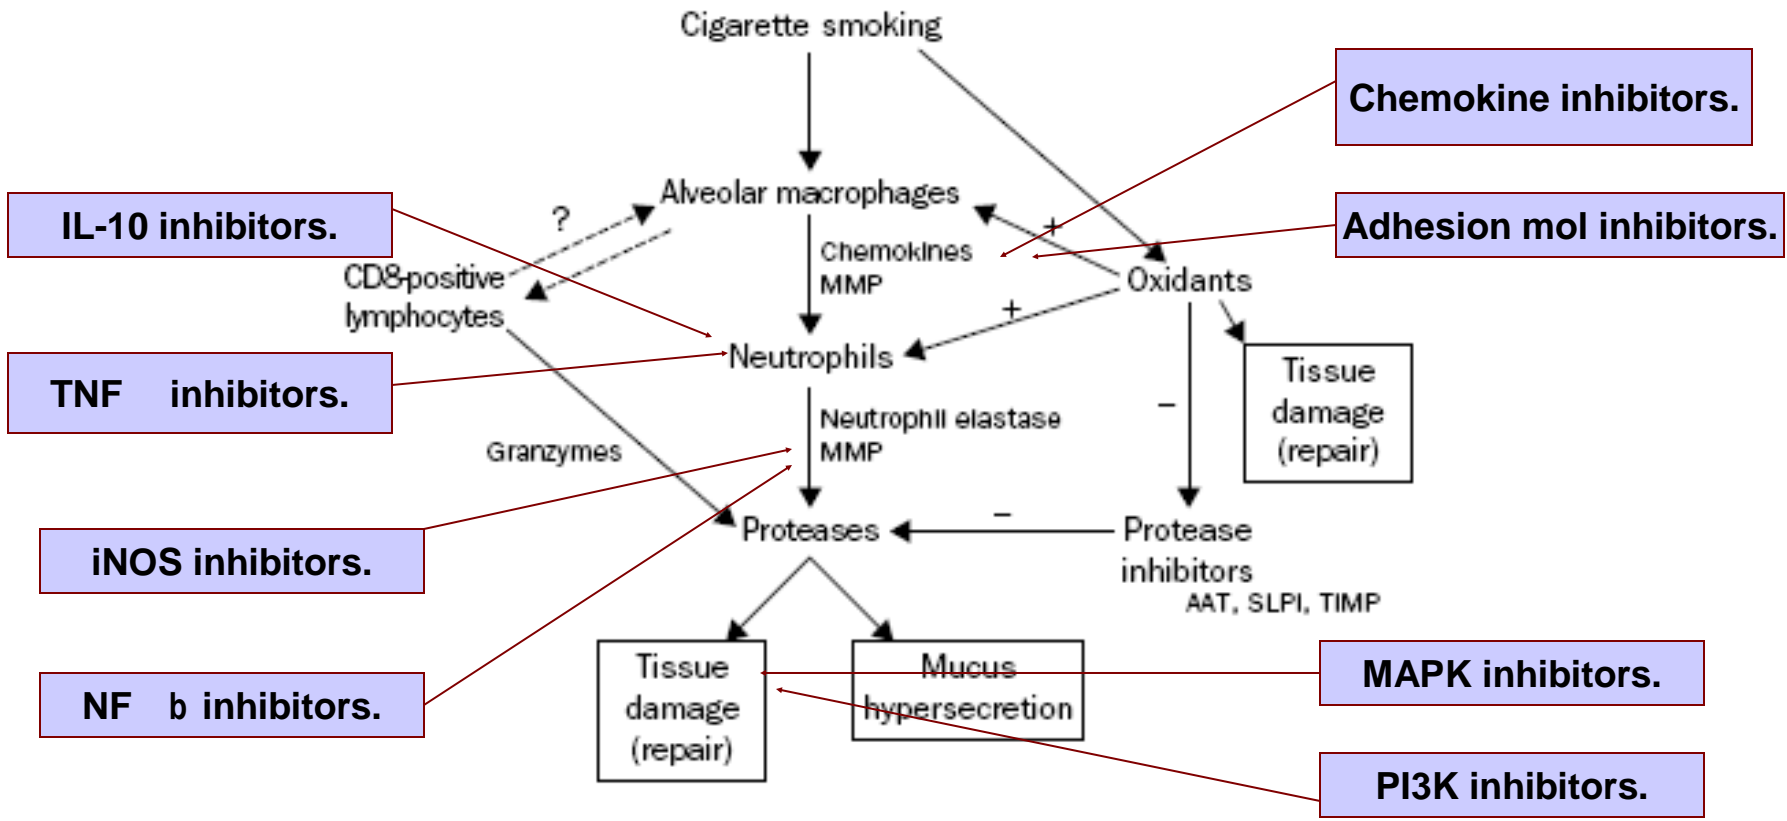 Cigarette smoking
Chemokine inhibitors.
Alveolar macrophages
IL-10 inhibitors.
?
+
Adhesion mol inhibitors.
Chemokines
MMP
CD8-positive
lymphocytes
Oxidants
+
Neutrophils
TNF inhibitors.
Tissue
damage
(repair)
–
Neutrophil elastase
MMP
Granzymes
Proteases
–
Protease
inhibitors
AAT, SLPI, TIMP
iNOS inhibitors.
Tissue
damage
(repair)
Mucus
hypersecretion
MAPK inhibitors.
NF b inhibitors.
PI3K inhibitors.